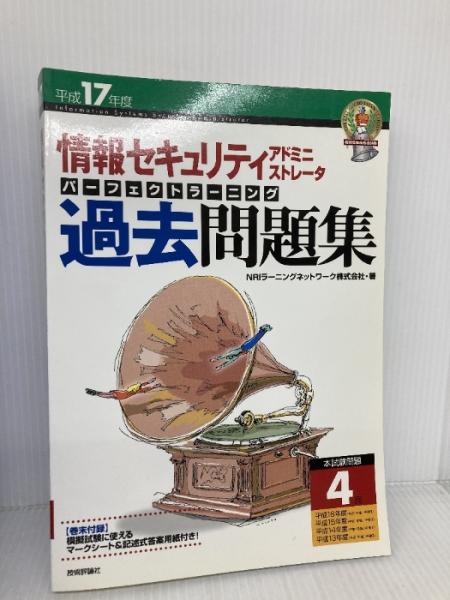 平成17年度
Information Systems Security Administrator
情報セキュリティアドミニストレータ
パーフェクトラーニング
過去問題集
NRIラーニングネットワーク株式会社・著
本試験問題
4
平成16年度
平成15年度
平成14年度
平成13年度
【巻末付録】
模擬試験に使える
マークシート&記述式答案用紙付き!
技術評論社